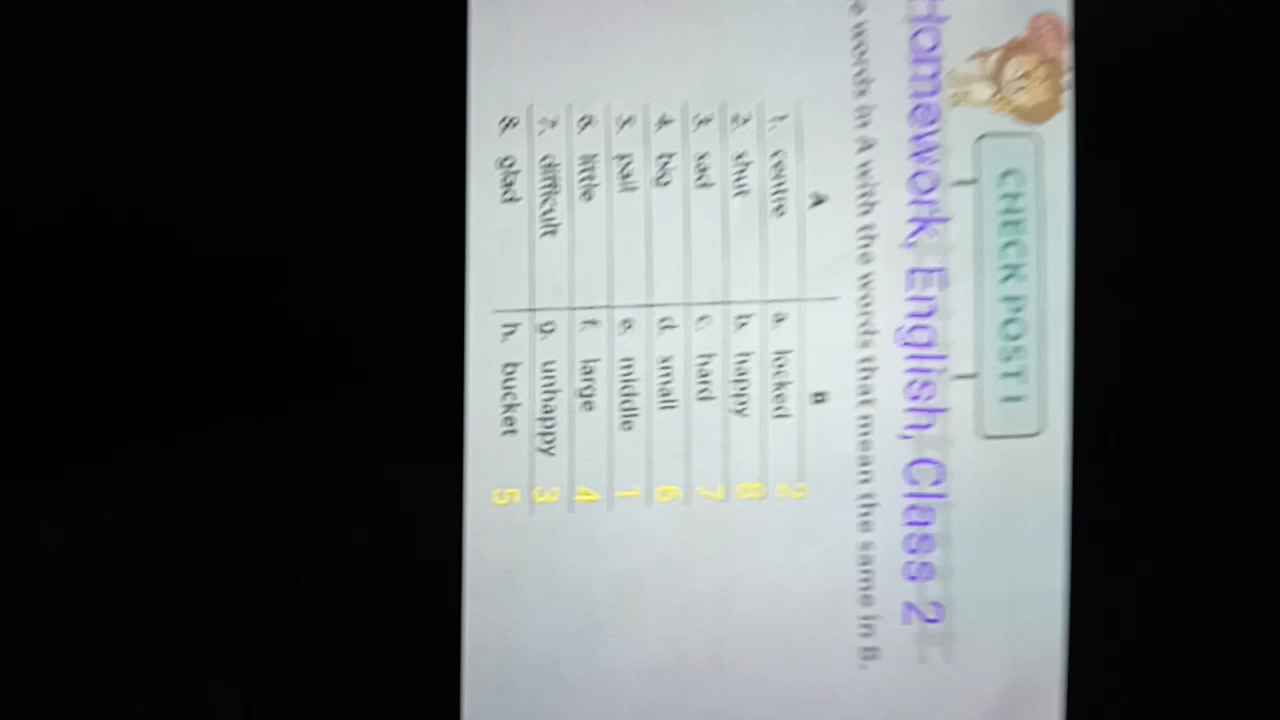 CHECK POST 1
Homework, English, Class 2
words in A with the words that mean the same in B.
A B
1. centre a. locked 2
2. shut b. happy 8
3. sad c. hard 7
4. big d. small 6
5. pail e. middle 1
6. little f. large 4
7. difficult g. unhappy 3
8. glad h. bucket 5